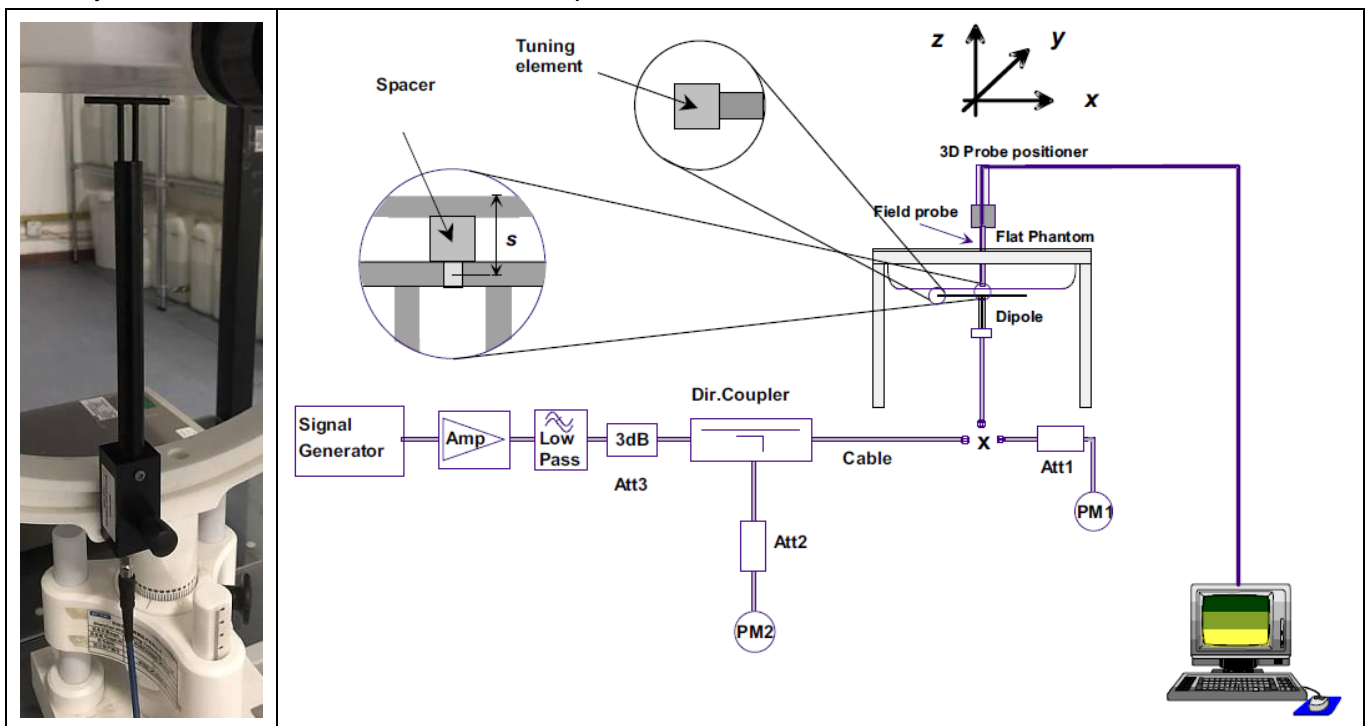 Tuning
element
Spacer
s
z
y
x
3D Probe positioner
Field probe
Flat Phantom
Dipole
Dir.Coupler
Signal
Generator
Amp
Low
Pass
3dB
Att3
Cable
x
Att1
PM1
Att2
PM2